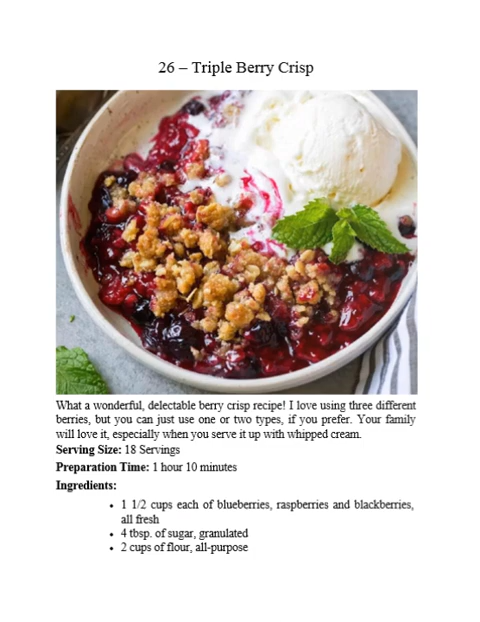 26 – Triple Berry Crisp
What a wonderful, delectable berry crisp recipe! I love using three different
berries, but you can just use one or two types, if you prefer. Your family
will love it, especially when you serve it up with whipped cream.
Serving Size: 18 Servings
Preparation Time: 1 hour 10 minutes
Ingredients:
• 1 1/2 cups each of blueberries, raspberries and blackberries,
all fresh
• 4 tbsp. of sugar, granulated
• 2 cups of flour, all-purpose